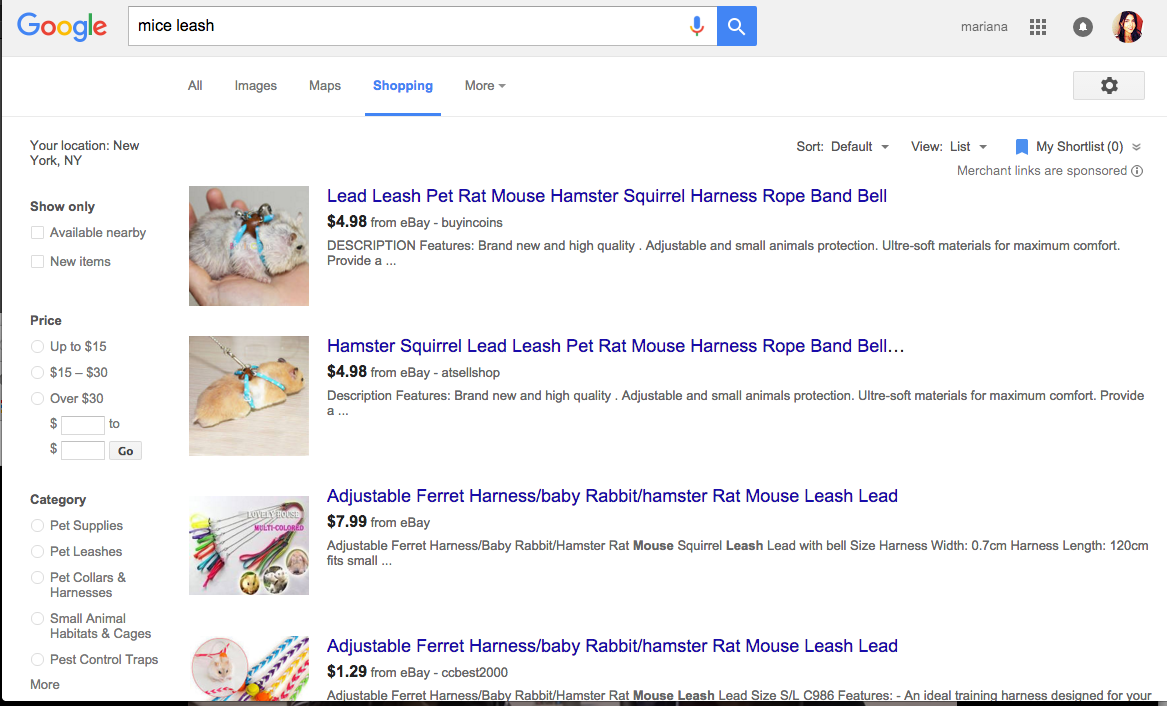 Google
mice leash
mariana
All Images Maps Shopping More
Your location: New
York, NY
Sort: Default View: List My Shortlist (0)
Merchant links are sponsored
Show only
Available nearby
New items
Price
Up to $15
$15 – $30
Over $30
$ to
$ Go
Category
Pet Supplies
Pet Leashes
Pet Collars &
Harnesses
Small Animal
Habitats & Cages
Pest Control Traps
More
Lead Leash Pet Rat Mouse Hamster Squirrel Harness Rope Band Bell
$4.98 from eBay - buyincoins
DESCRIPTION Features: Brand new and high quality . Adjustable and small animals protection. Ultre-soft materials for maximum comfort.
Provide a ...
Hamster Squirrel Lead Leash Pet Rat Mouse Harness Rope Band Bell…
$4.98 from eBay - atsellshop
Description Features: Brand new and high quality . Adjustable and small animals protection. Ultre-soft materials for maximum comfort. Provide
a ...
LOVELY HOUSE
MULTI-COLORED
Adjustable Ferret Harness/baby Rabbit/hamster Rat Mouse Leash Lead
$7.99 from eBay
Adjustable Ferret Harness/Baby Rabbit/Hamster Rat Mouse Squirrel Leash Lead with bell Size Harness Width: 0.7cm Harness Length: 120cm
fits small ...
Adjustable Ferret Harness/baby Rabbit/hamster Rat Mouse Leash Lead
$1.29 from eBay - ccbest2000
Adjustable Ferret Harness/Baby Rabbit/Hamster Rat Mouse Leash Lead Size S/L C986 Features: - An ideal training harness designed for your